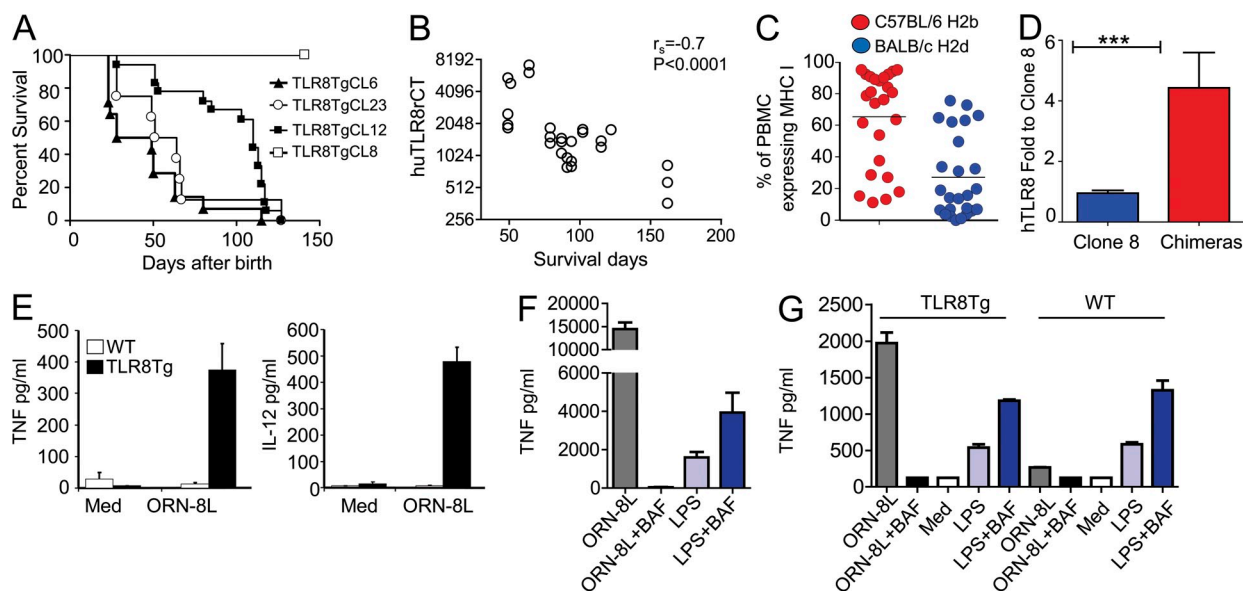 A
Percent Survival
100
80
60
40
20
0
0
50
100
150
Days after birth
TLR8TgCL6
TLR8TgCL23
TLR8TgCL12
TLR8TgCL8
B
rs=-0.7
P<0.0001
huTLR8rCT
8192
4096
2048
1024
512
256
0
50
100
150
200
Survival days
C
C57BL/6 H2b
BALB/c H2d
% of PBMC
expressing MHC I
100
80
60
40
20
0
D
***
hTLR8 Fold to Clone 8
6
4
2
0
Clone 8
Chimeras
E
TNF pg/ml
500
400
300
200
100
0
WT
TLR8Tg
Med
ORN-8L
IL-12 pg/ml
600
500
400
300
200
100
0
Med
ORN-8L
F
TNF pg/ml
20000
15000
10000
4000
2000
0
ORN-8L
ORN-8L+BAF
LPS
LPS+BAF
G
TLR8Tg
WT
TNF pg/ml
2500
2000
1500
1000
500
0
ORN-8L
ORN-8L+BAF
Med
LPS
LPS+BAF
ORN-8L
ORN-8L+BAF
Med
LPS
LPS+BAF